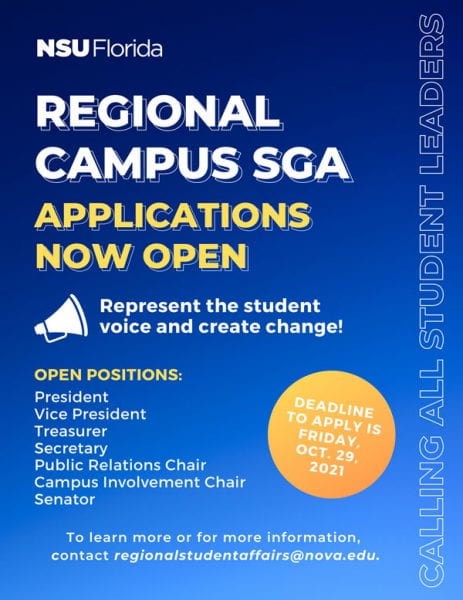 NSU Florida
REGIONAL
CAMPUS SGA
APPLICATIONS
NOW OPEN
Represent the student
voice and create change!
OPEN POSITIONS:
President
Vice President
Treasurer
Secretary
Public Relations Chair
Campus Involvement Chair
Senator
DEADLINE
TO APPLY IS
FRIDAY,
OCT. 29,
2021
To learn more or for more information,
contact regionalstudentaffairs@nova.edu.
CALLING ALL STUDENT LEADERS